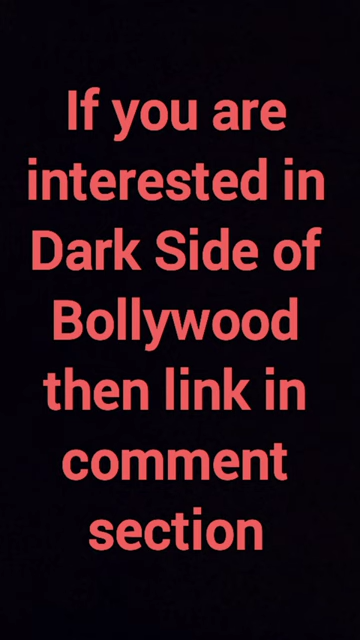 If you are
interested in
Dark Side of
Bollywood
then link in
comment
section